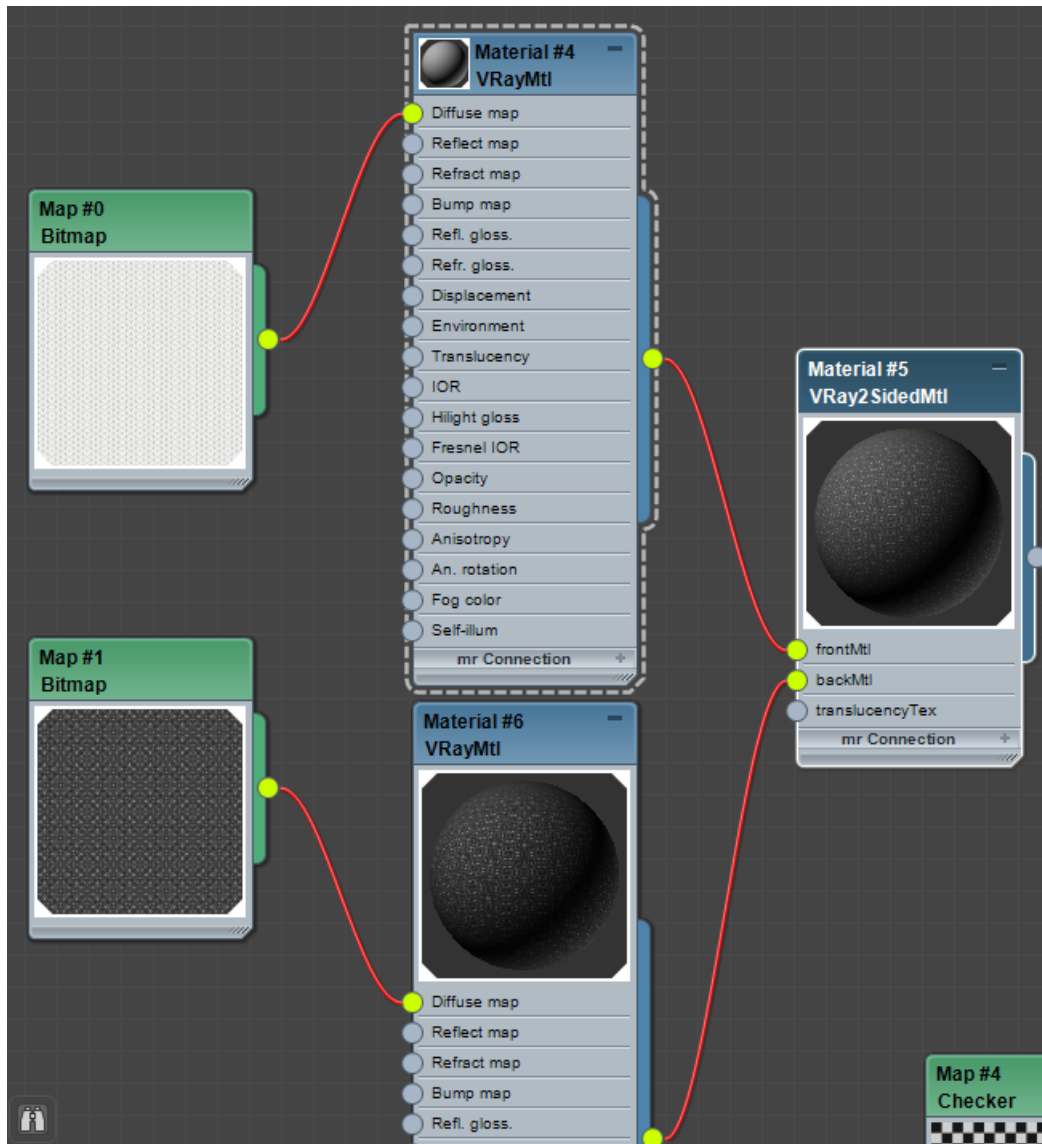 Material #4
VRayMtl
Diffuse map
Reflect map
Refract map
Bump map
Refl. gloss.
Refr. gloss.
Displacement
Environment
Translucency
IOR
Hilight gloss
Fresnel IOR
Opacity
Roughness
Anisotropy
An. rotation
Fog color
Self-illum
mr Connection
Map #0
Bitmap
Material #5
VRay2SidedMtl
frontMtl
backMtl
translucencyTex
mr Connection
Map #1
Bitmap
Material #6
VRayMtl
Diffuse map
Reflect map
Refract map
Bump map
Refl. gloss.
Map #4
Checker